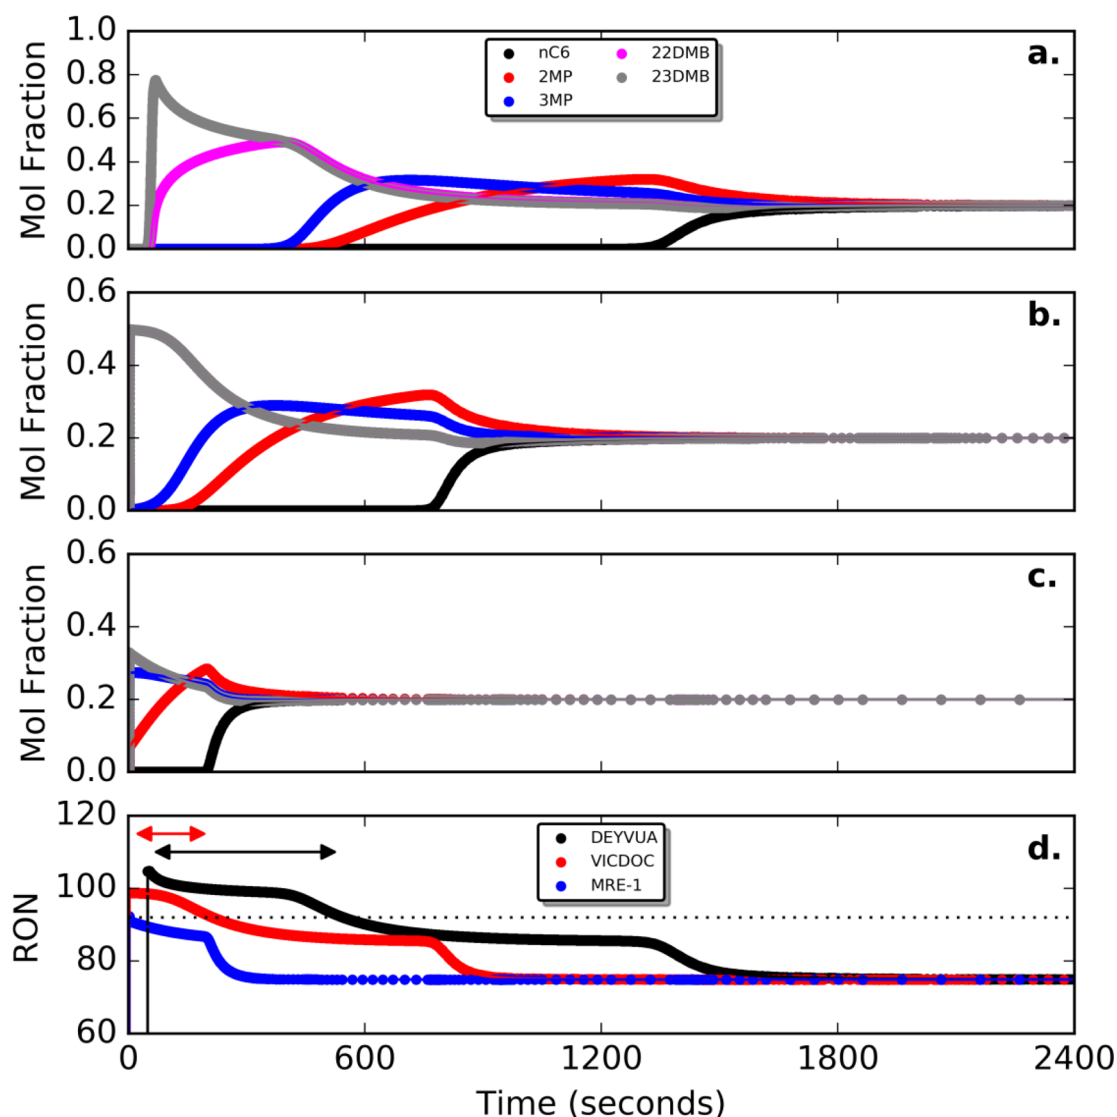 1.0
0.8
0.6
0.4
0.2
0.0
Mol Fraction
a.
nC6
2MP
3MP
22DMB
23DMB
0.6
0.4
0.2
0.0
Mol Fraction
b.
0.6
0.4
0.2
0.0
Mol Fraction
c.
120
100
80
60
RON
d.
DEYVUA
VICDOC
MRE-1
0 600 1200 1800 2400
Time (seconds)